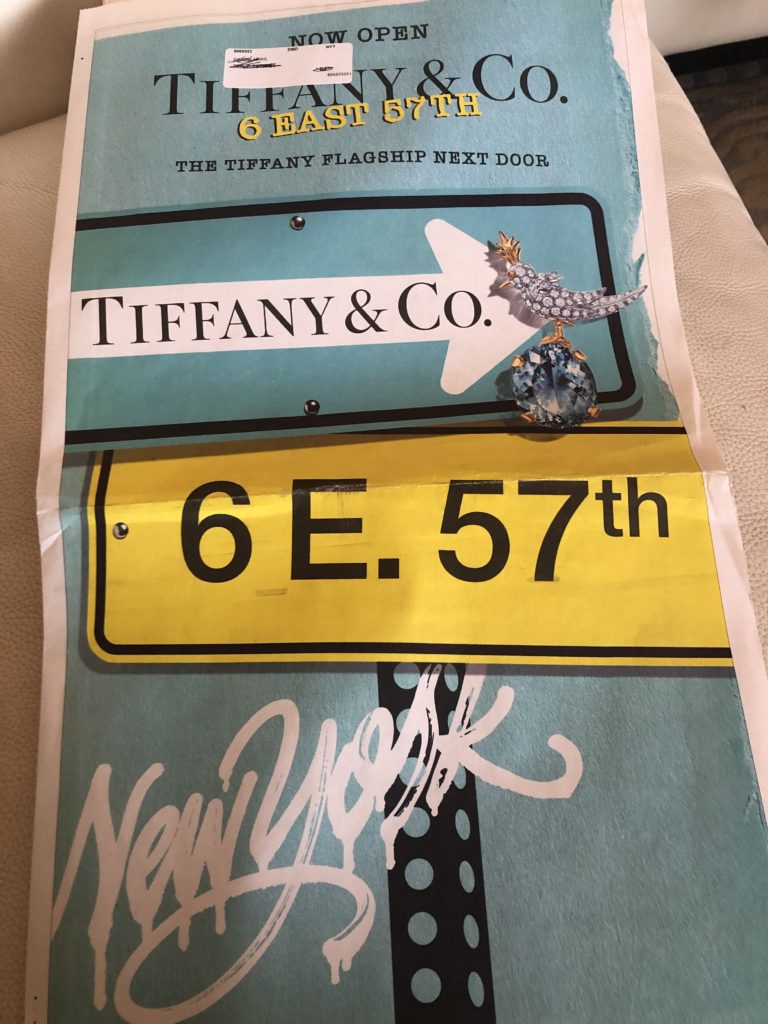 NOW OPEN
TIFFANY & CO.
6 EAST 57TH
THE TIFFANY FLAGSHIP NEXT DOOR
TIFFANY & CO.
6 E. 57th
New York